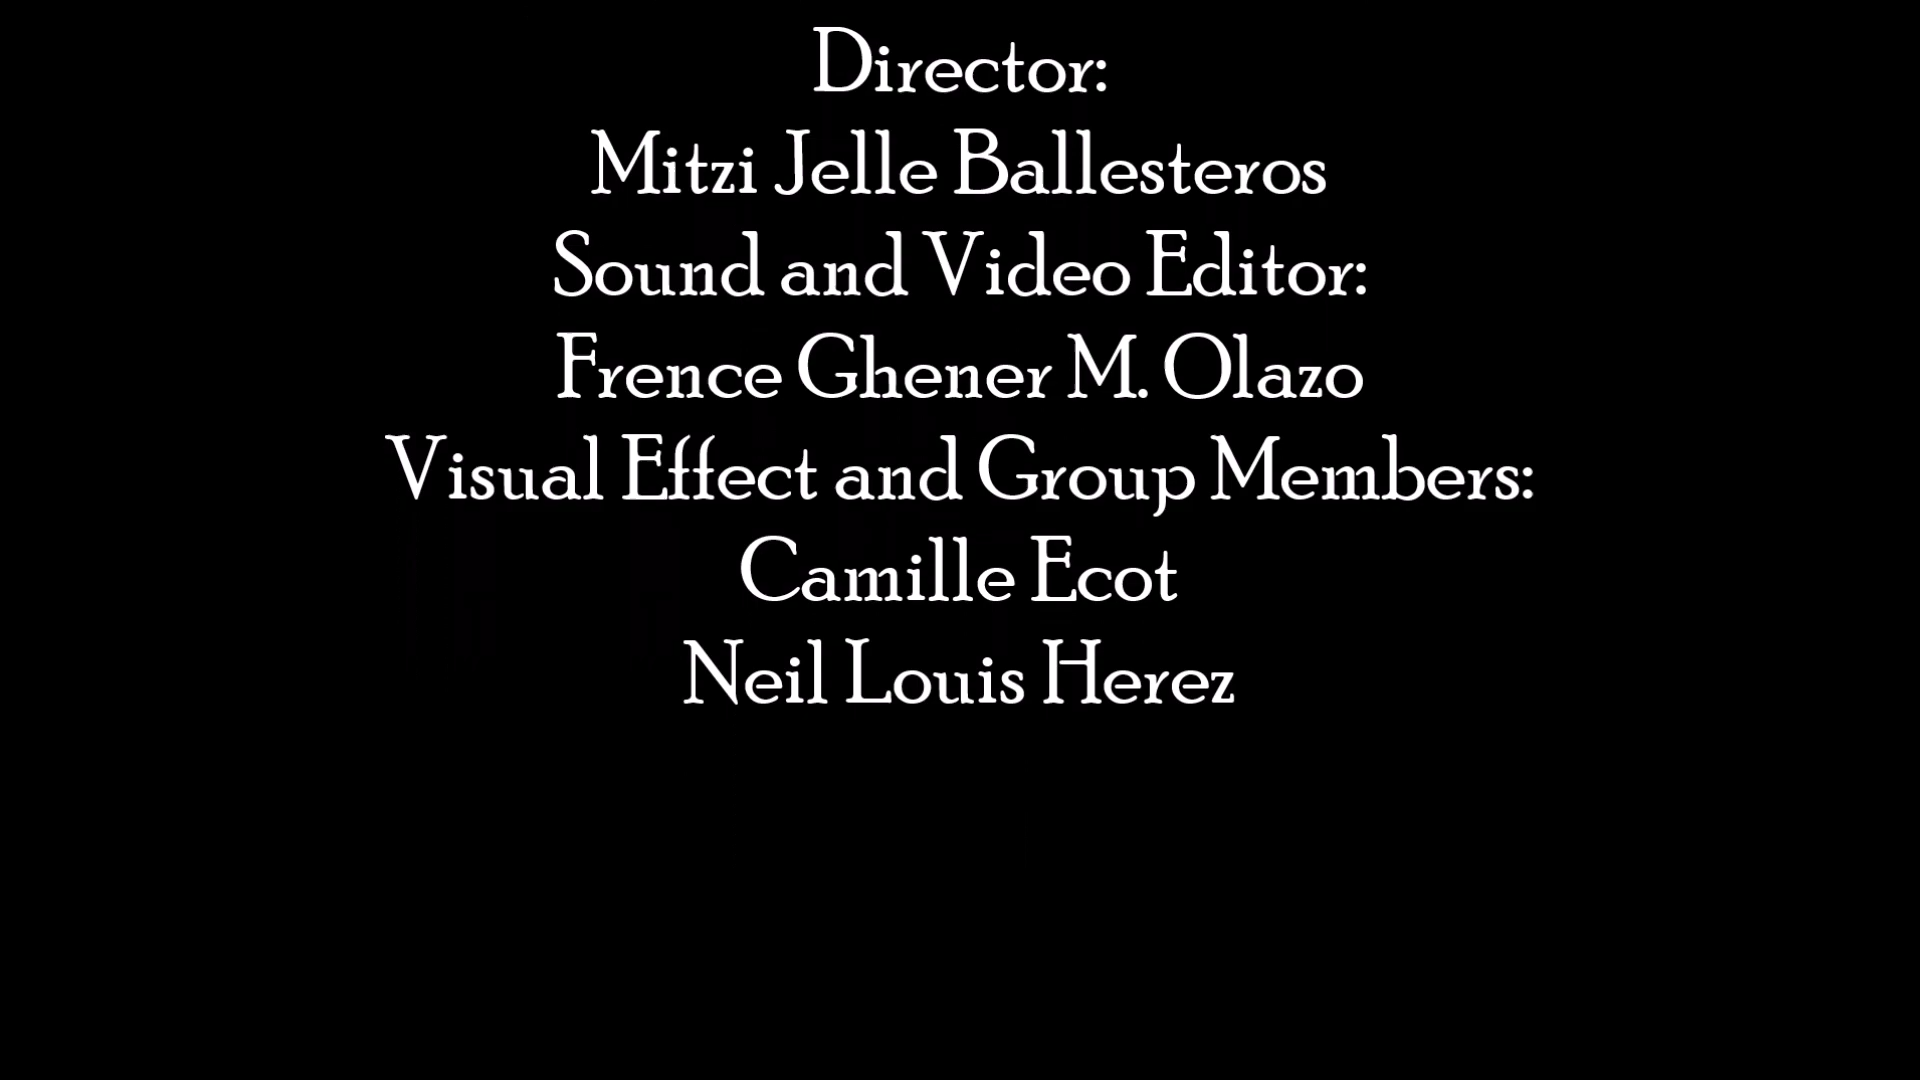 Director:
Mitzi Jelle Ballesteros
Sound and Video Editor:
Frence Ghener M. Olazo
Visual Effect and Group Members:
Camille Ecot
Neil Louis Herez